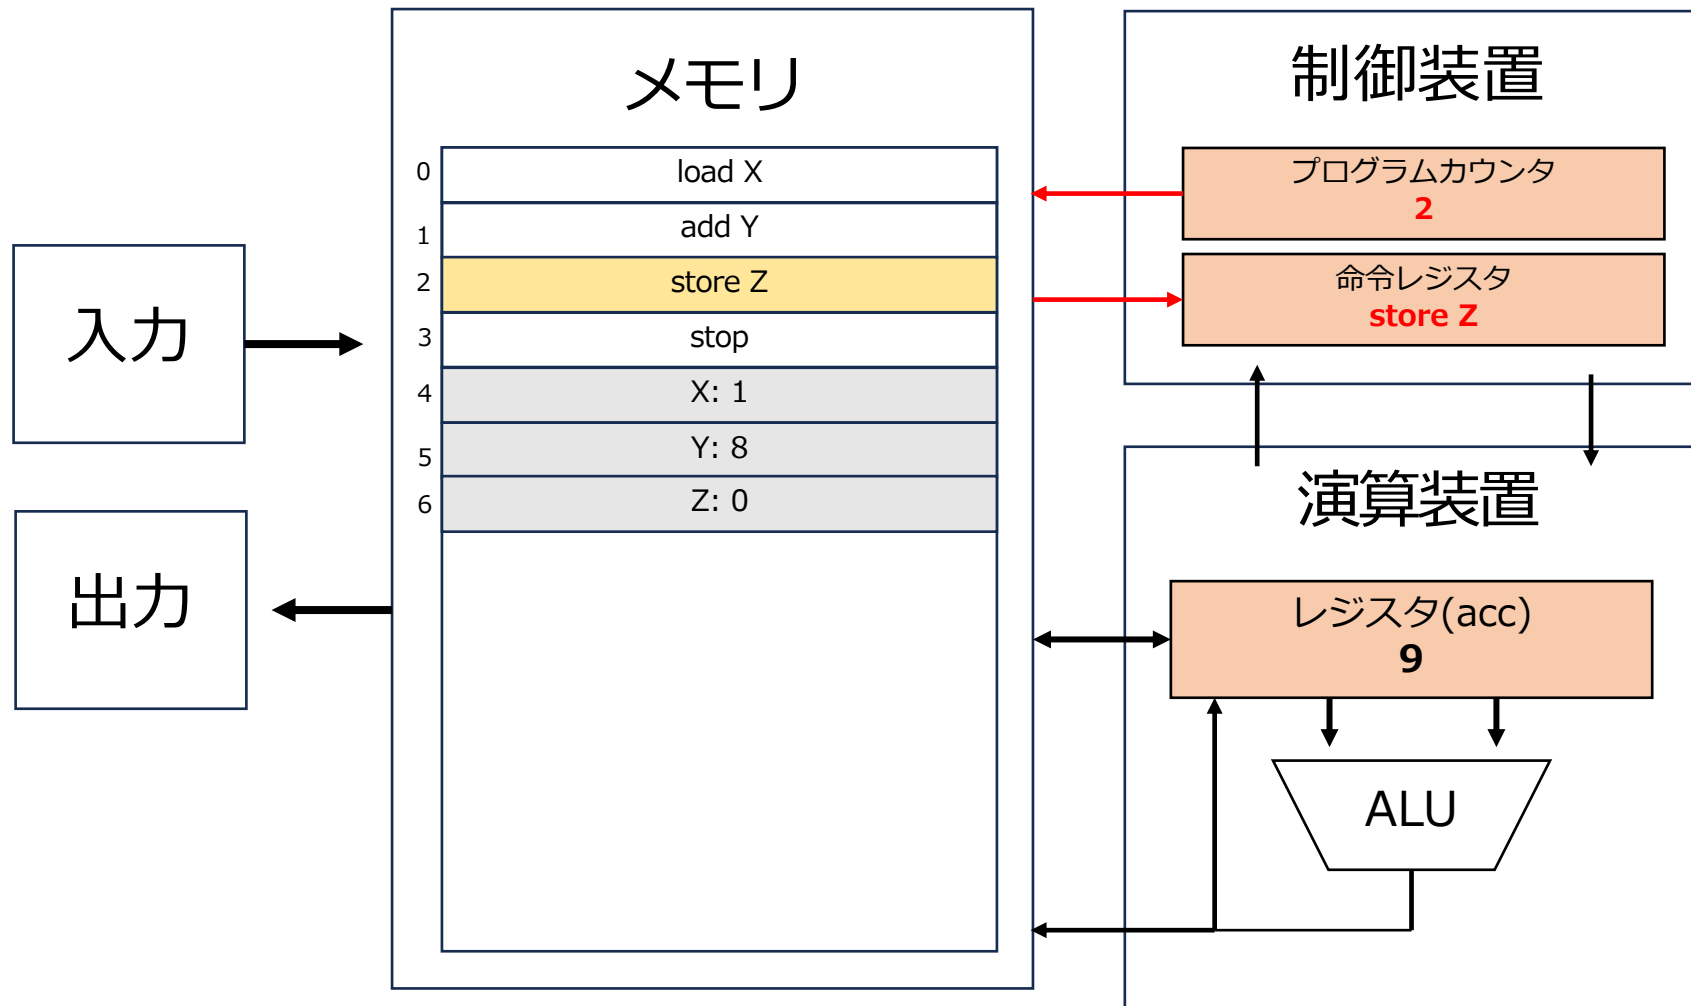 入力
出力
メモリ
0 load X
1 add Y
2 store Z
3 stop
4 X: 1
5 Y: 8
6 Z: 0
制御装置
プログラムカウンタ
2
命令レジスタ
store Z
演算装置
レジスタ(acc)
9
ALU